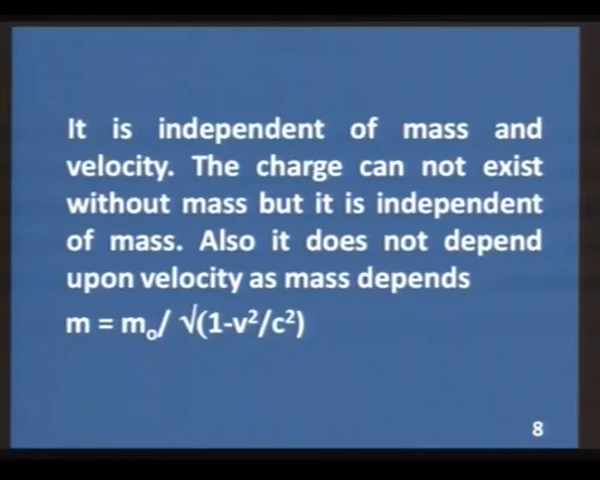 It is independent of mass and
velocity. The charge can not exist
without mass but it is independent
of mass. Also it does not depend
upon velocity as mass depends
m = mₒ/ √(1-v²/c²)
8